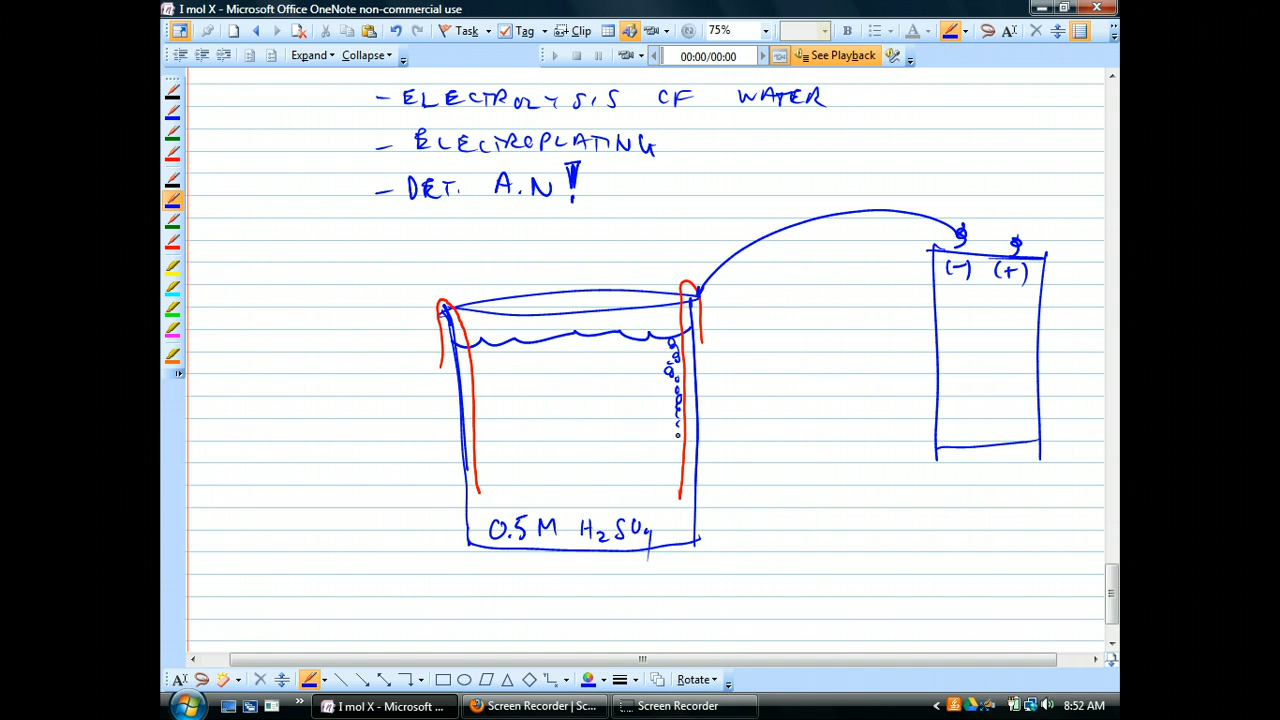 I mol X - Microsoft Office OneNote non-commercial use
Task Tag Clip 75% B A
Expand Collapse 00:00/00:00 See Playback
- ELECTROLYSIS OF WATER
- ELECTROPLATING
- DET. A.N!
(-) (+)
0.5 M H₂SO₄
Rotate
I mol X - Microsoft ... Screen Recorder | Sc... Screen Recorder 8:52 AM